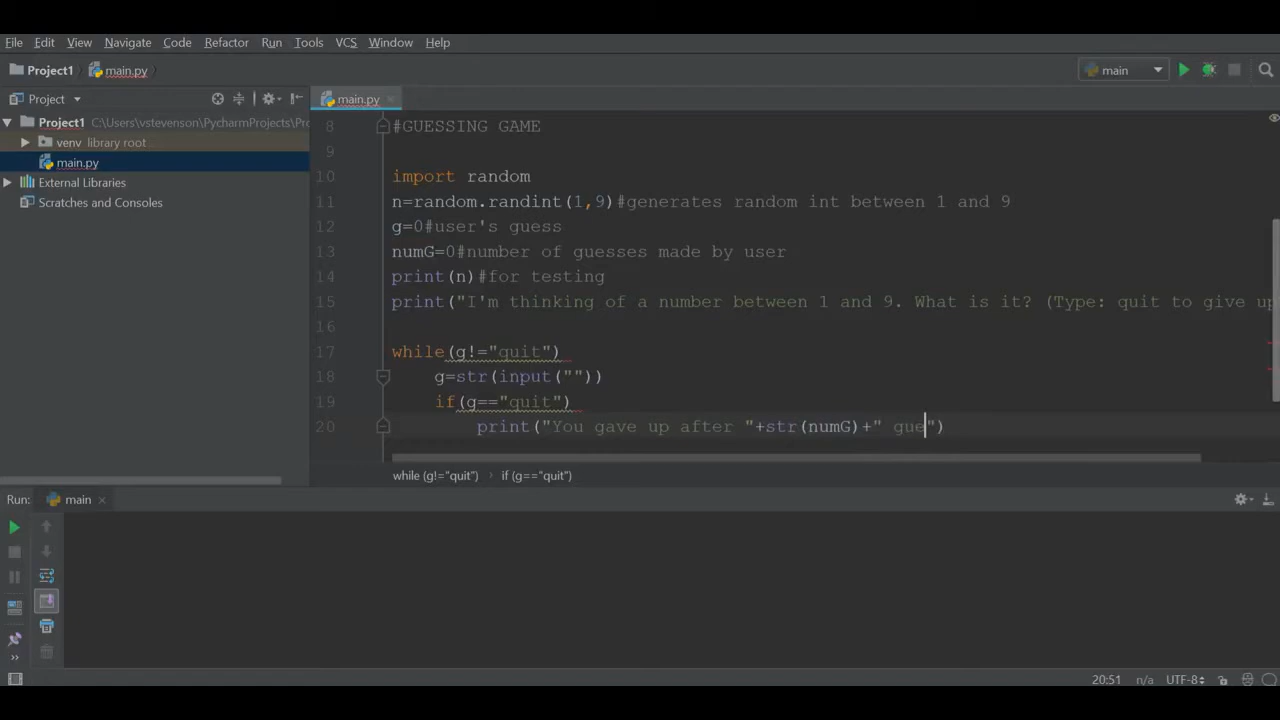 File Edit View Navigate Code Refactor Run Tools VCS Window Help
Project1 main.py main
Project main.py
Project1 C:\Users\vstevenson\PycharmProjects\Pro
venv library root
main.py
External Libraries
Scratches and Consoles
8 #GUESSING GAME
9
10 import random
11 n=random.randint(1,9)#generates random int between 1 and 9
12 g=0#user's guess
13 numG=0#number of guesses made by user
14 print(n)#for testing
15 print("I'm thinking of a number between 1 and 9. What is it? (Type: quit to give up
16
17 while(g!="quit")
18 g=str(input(""))
19 if(g=="quit")
20 print("You gave up after "+str(numG)+" gue")
while (g!="quit") › if (g=="quit")
Run: main
20:51 n/a UTF-8